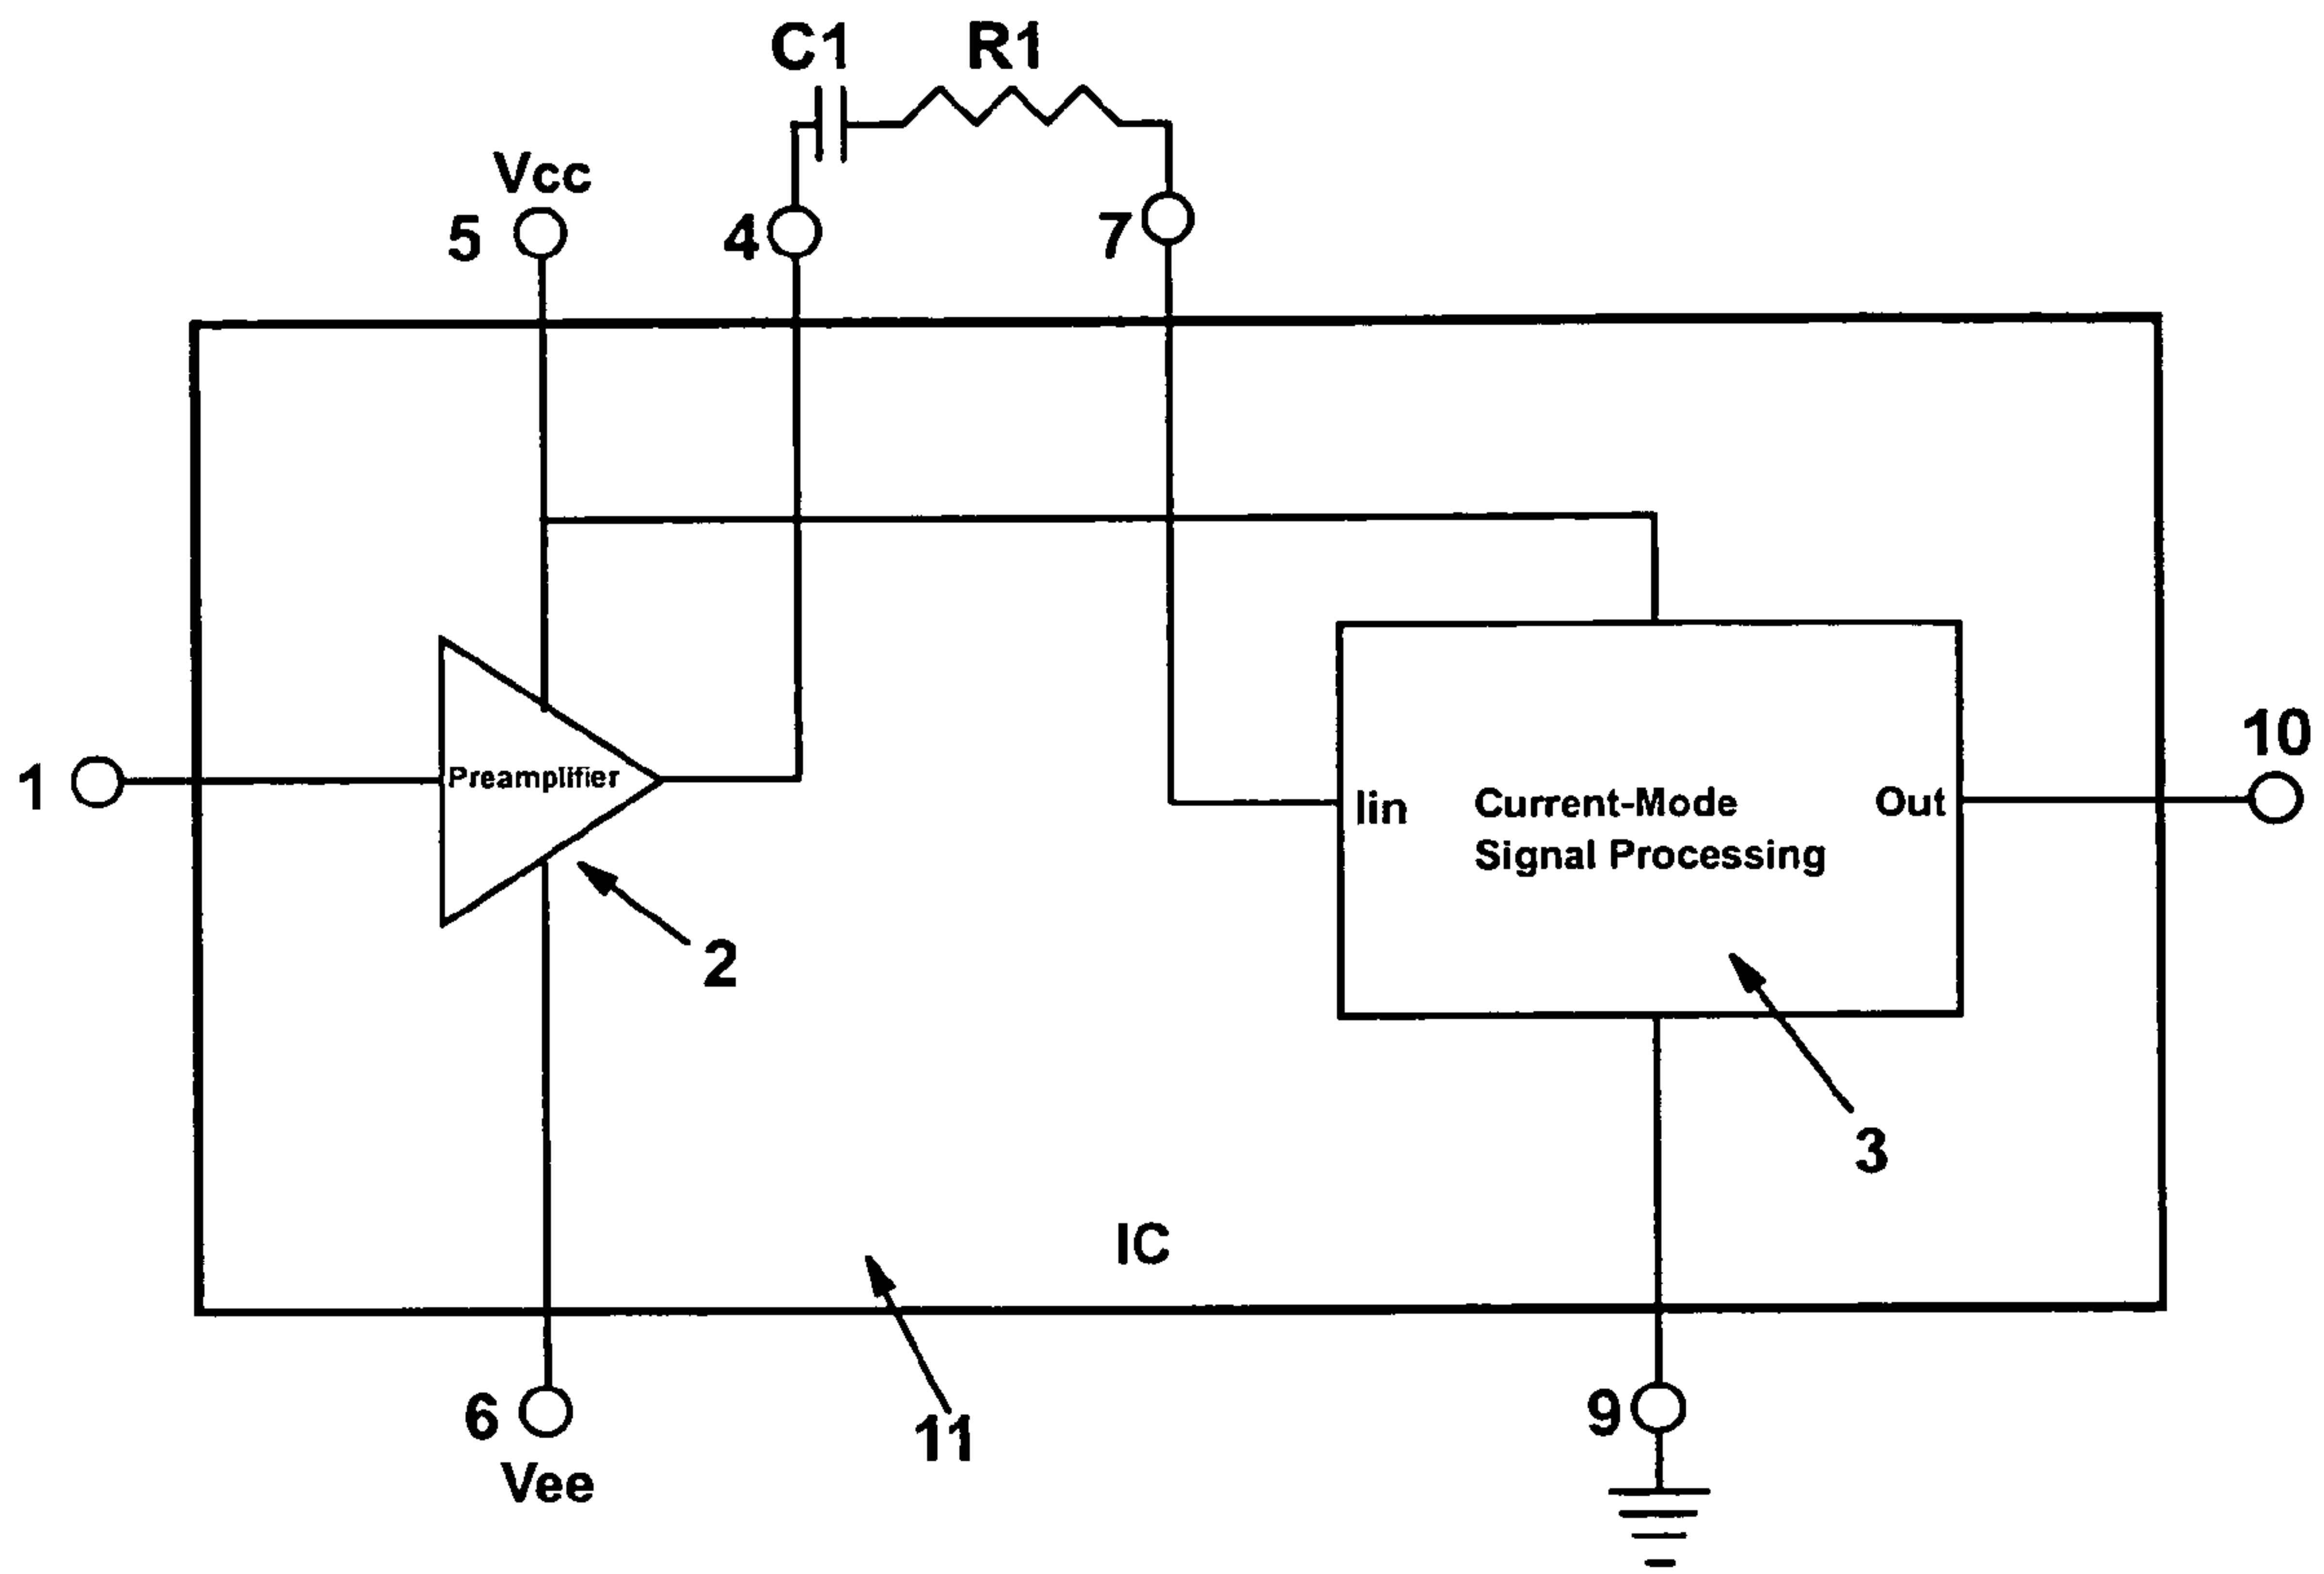 C1
R1
Vcc
5
4
7
1
Preamplifier
2
Iin
Current-Mode
Signal Processing
Out
10
3
IC
11
6
Vee
9